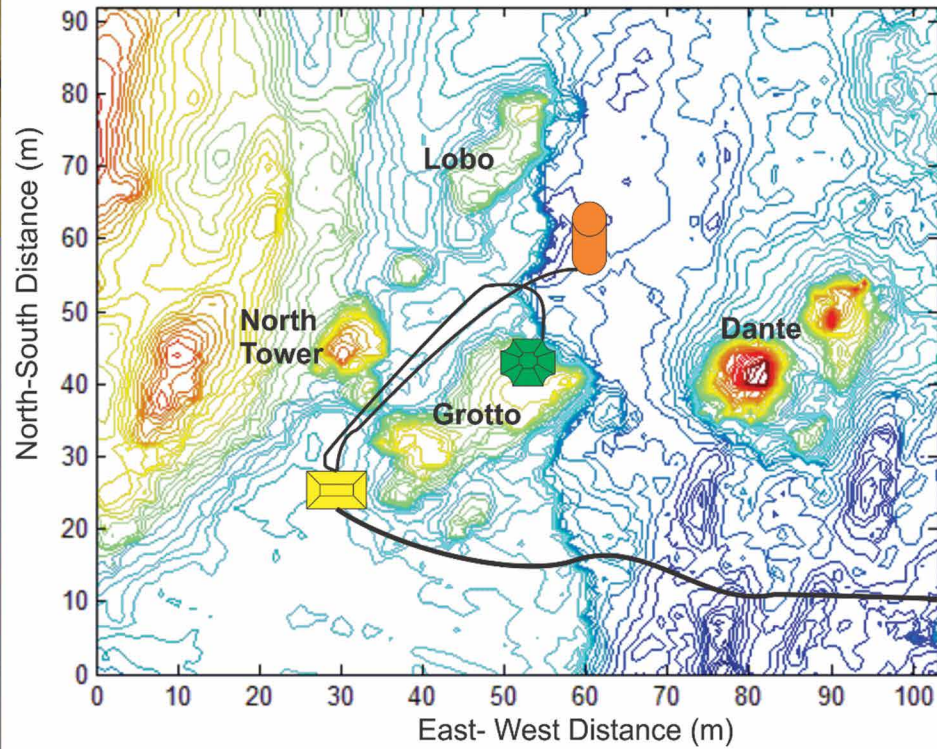 90
80
70
60
50
40
30
20
10
0
North-South Distance (m)
Lobo
North
Tower
Dante
Grotto
0 10 20 30 40 50 60 70 80 90 100
East- West Distance (m)